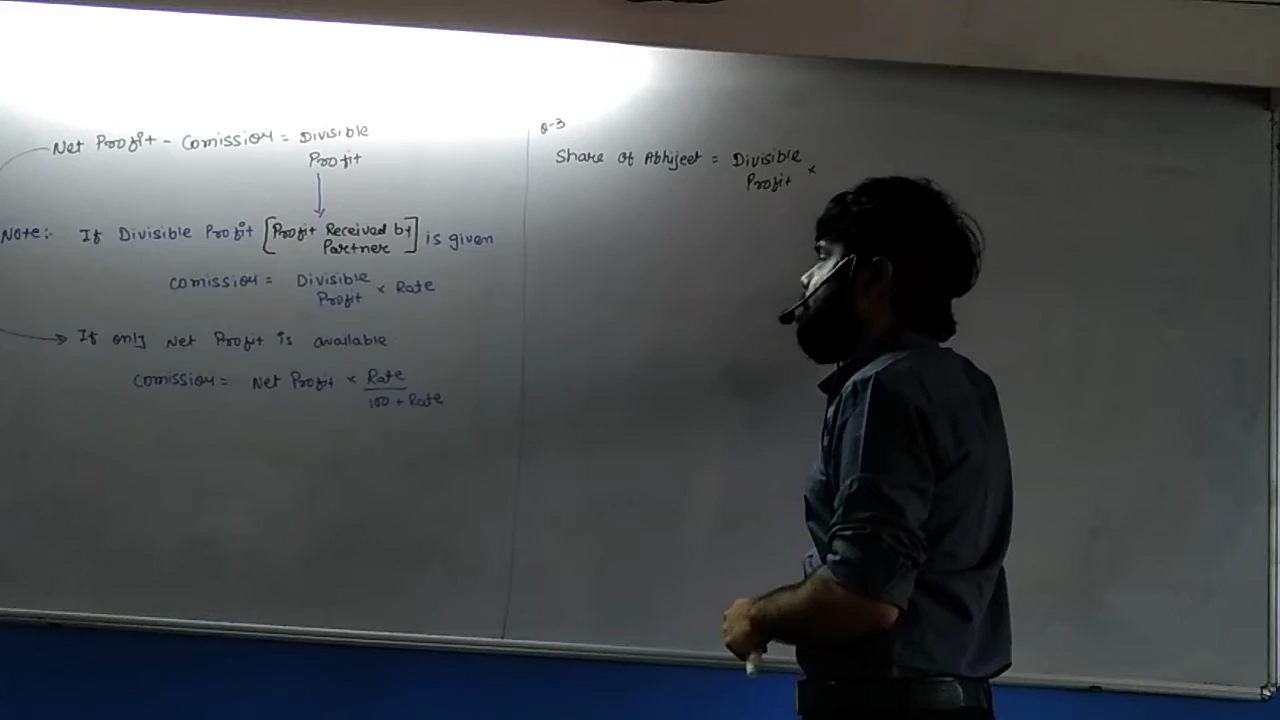 Net Profit - Comission = Divisible
Profit
Note:- If Divisible Profit [Profit Received by
Partner] is given
Comission = Divisible
Profit × Rate
If only Net Profit is available
Comission = Net Profit × Rate
100 + Rate
Q-3
Share of Abhijeet = Divisible
Profit ×